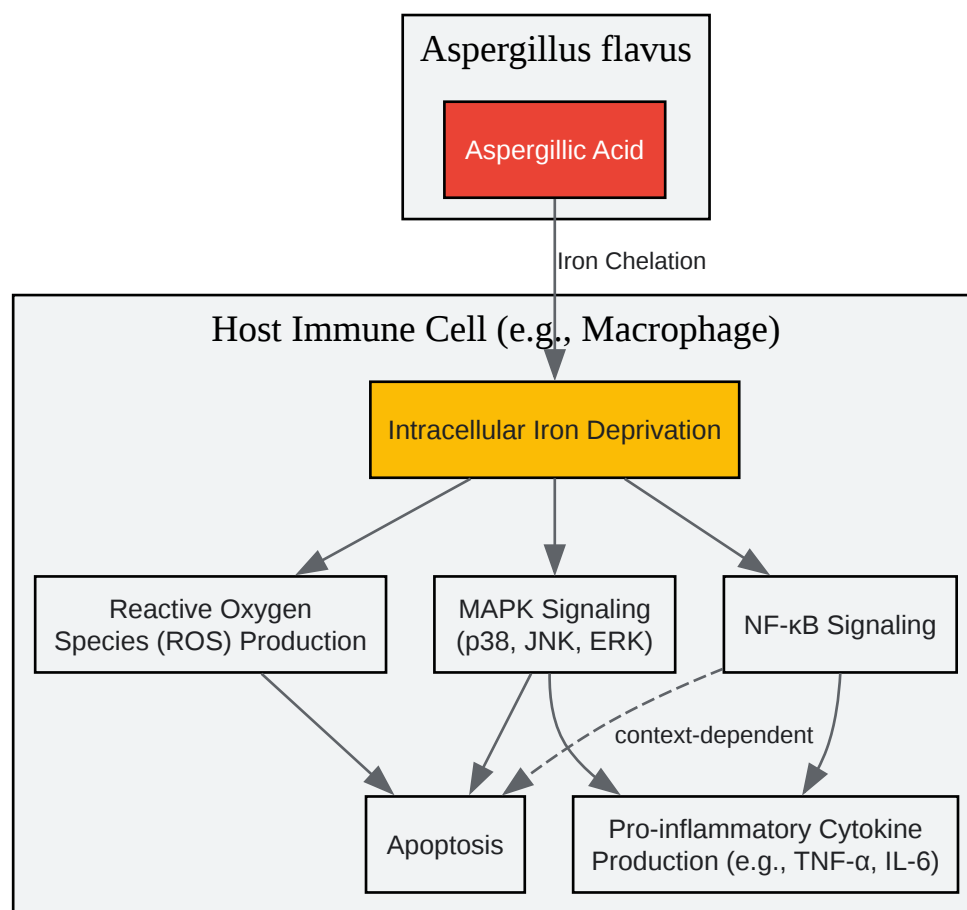 Aspergillus flavus
Aspergillic Acid
Iron Chelation
Host Immune Cell (e.g., Macrophage)
Intracellular Iron Deprivation
Reactive Oxygen
Species (ROS) Production
MAPK Signaling
(p38, JNK, ERK)
NF-κB Signaling
context-dependent
Apoptosis
Pro-inflammatory Cytokine
Production (e.g., TNF-α, IL-6)